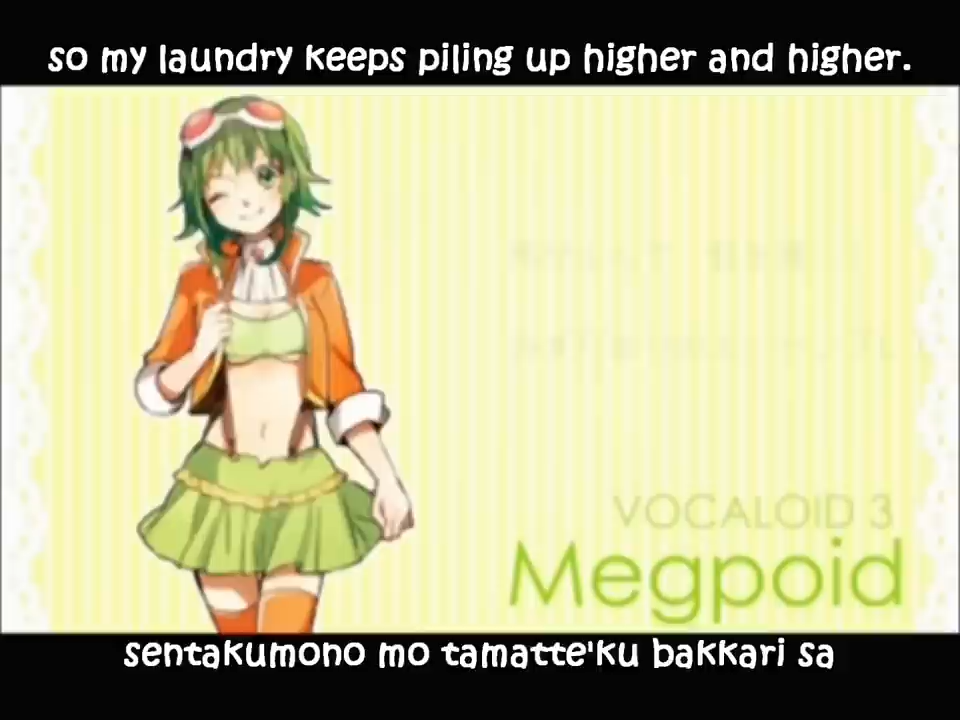 so my laundry keeps piling up higher and higher.
VOCALOID 3
Megpoid
sentakumono mo tamatte'ku bakkari sa